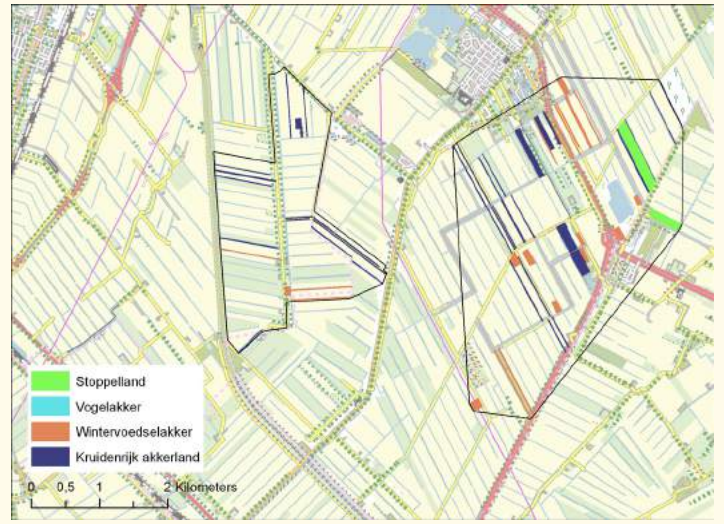 Stoppelland
Vogelakker
Wintervoedselakker
Kruidenrijk akkerland
0 0,5 1 2 Kilometers